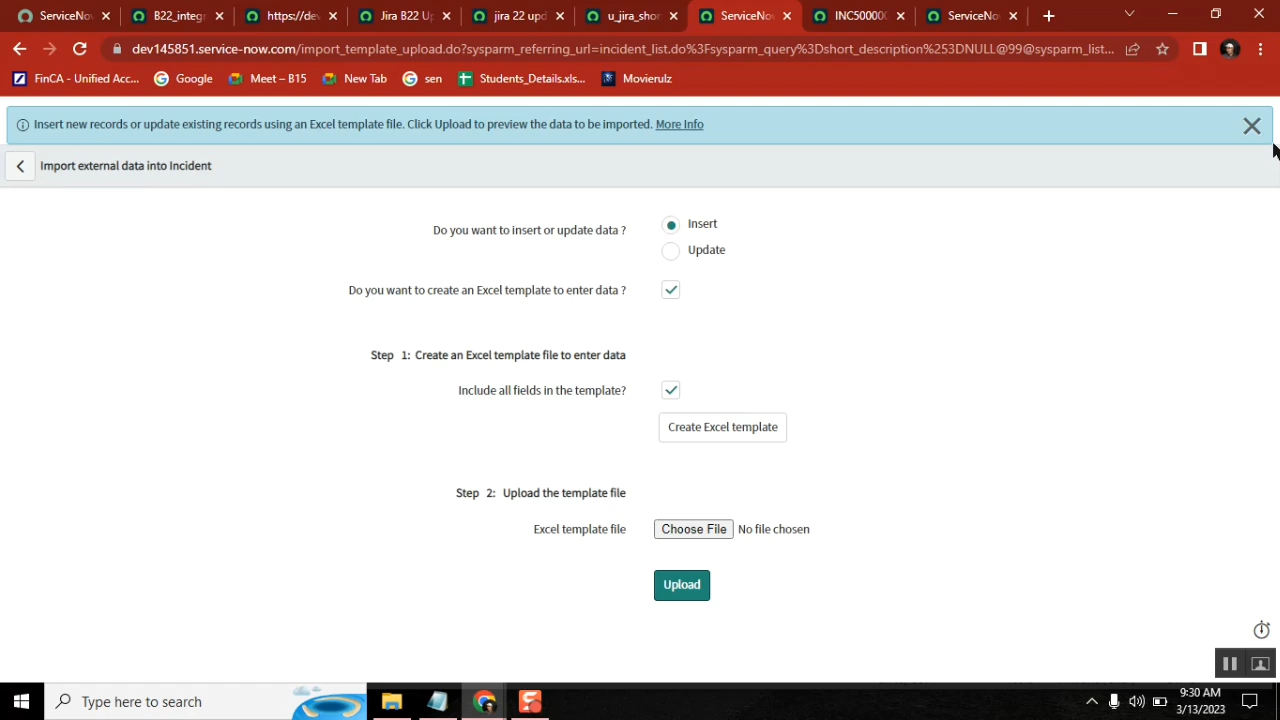 ServiceNo
B22_integr
https://de
Jira B22 Up
jira 22 upd
u_jira_shor
ServiceNo
INC500000
ServiceNo
dev145851.service-now.com/import_template_upload.do?sysparm_referring_url=incident_list.do%3Fsysparm_query%3Dshort_description%253DNULL@99@sysparm_list...
FinCA - Unified Acc...
Google
Meet – B15
New Tab
sen
Students_Details.xls...
Movierulz
Insert new records or update existing records using an Excel template file. Click Upload to preview the data to be imported. More Info
Import external data into Incident
Do you want to insert or update data ?
Insert
Update
Do you want to create an Excel template to enter data ?
Step 1: Create an Excel template file to enter data
Include all fields in the template?
Create Excel template
Step 2: Upload the template file
Excel template file
Choose File No file chosen
Upload
Type here to search
9:30 AM
3/13/2023